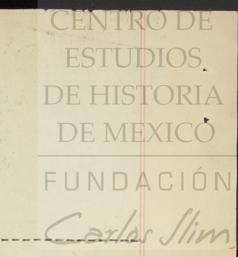 CENTRO DE
ESTUDIOS
DE HISTORIA
DE MEXICO
FUNDACIÓN
Carlos Slim